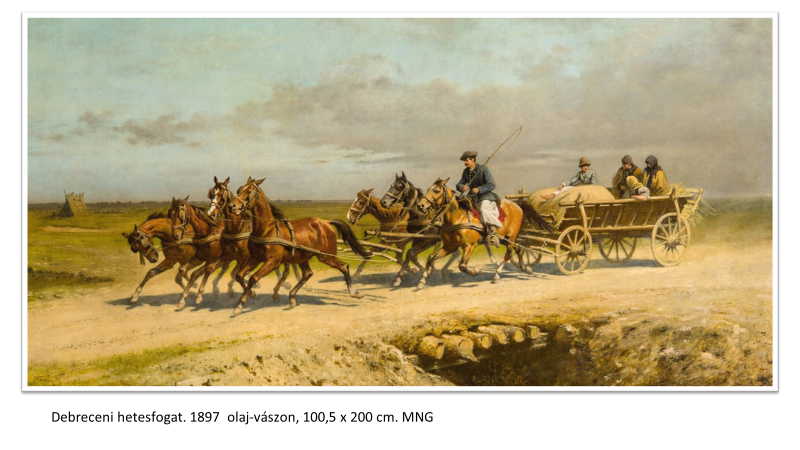 Debreceni hetesfogat. 1897  olaj-vászon, 100,5 x 200 cm. MNG